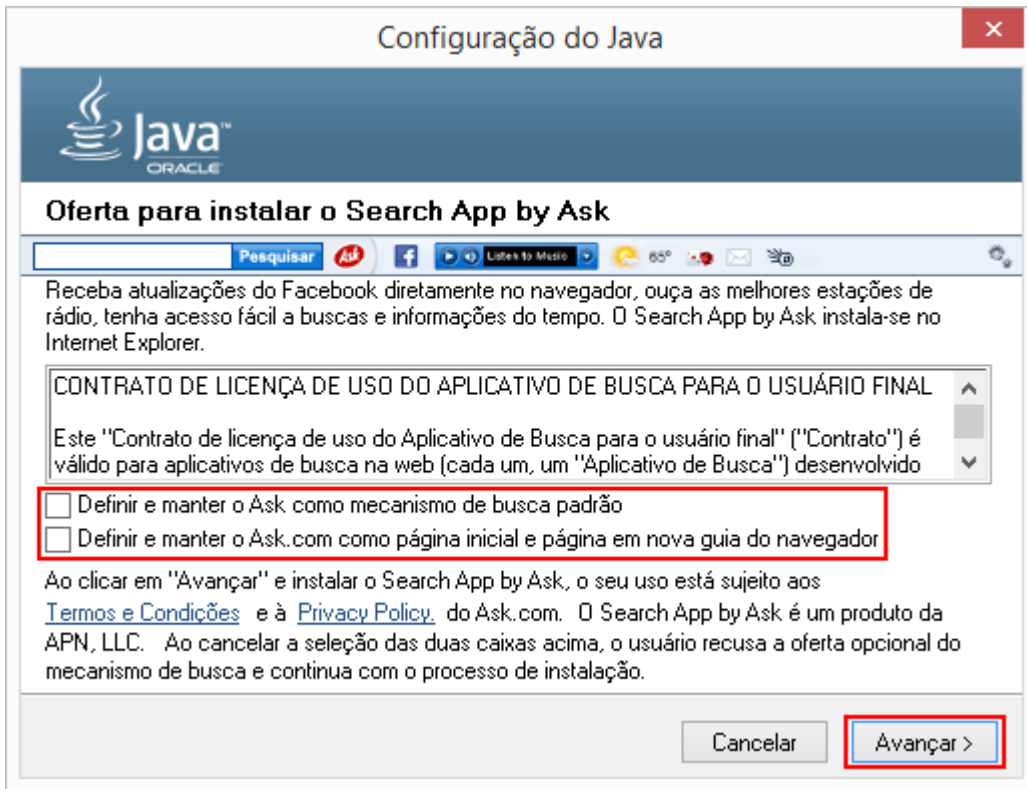 Configuração do Java
Java™
ORACLE
Oferta para instalar o Search App by Ask
Pesquisar Ask f Listen to Music 65°
Receba atualizações do Facebook diretamente no navegador, ouça as melhores estações de
rádio, tenha acesso fácil a buscas e informações do tempo. O Search App by Ask instala-se no
Internet Explorer.
CONTRATO DE LICENÇA DE USO DO APLICATIVO DE BUSCA PARA O USUÁRIO FINAL
Este "Contrato de licença de uso do Aplicativo de Busca para o usuário final" ("Contrato") é
válido para aplicativos de busca na web (cada um, um "Aplicativo de Busca") desenvolvido
Definir e manter o Ask como mecanismo de busca padrão
Definir e manter o Ask.com como página inicial e página em nova guia do navegador
Ao clicar em "Avançar" e instalar o Search App by Ask, o seu uso está sujeito aos
Termos e Condições e à Privacy Policy. do Ask.com. O Search App by Ask é um produto da
APN, LLC. Ao cancelar a seleção das duas caixas acima, o usuário recusa a oferta opcional do
mecanismo de busca e continua com o processo de instalação.
Cancelar Avançar >